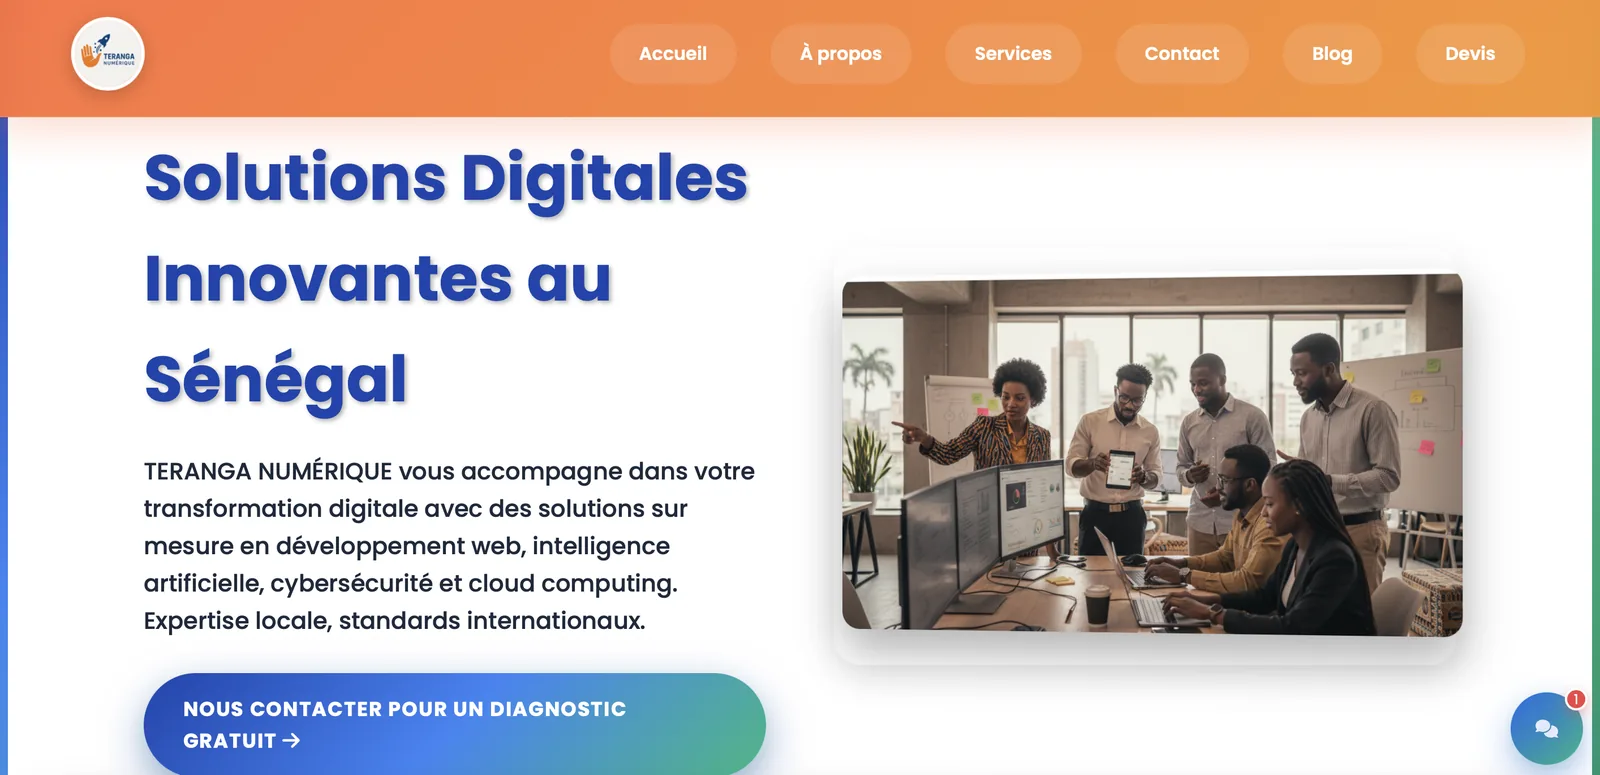 TERANGA
NUMÉRIQUE
Accueil
À propos
Services
Contact
Blog
Devis
Solutions Digitales
Innovantes au
Sénégal
TERANGA NUMÉRIQUE vous accompagne dans votre
transformation digitale avec des solutions sur
mesure en développement web, intelligence
artificielle, cybersécurité et cloud computing.
Expertise locale, standards internationaux.
NOUS CONTACTER POUR UN DIAGNOSTIC
GRATUIT →
1